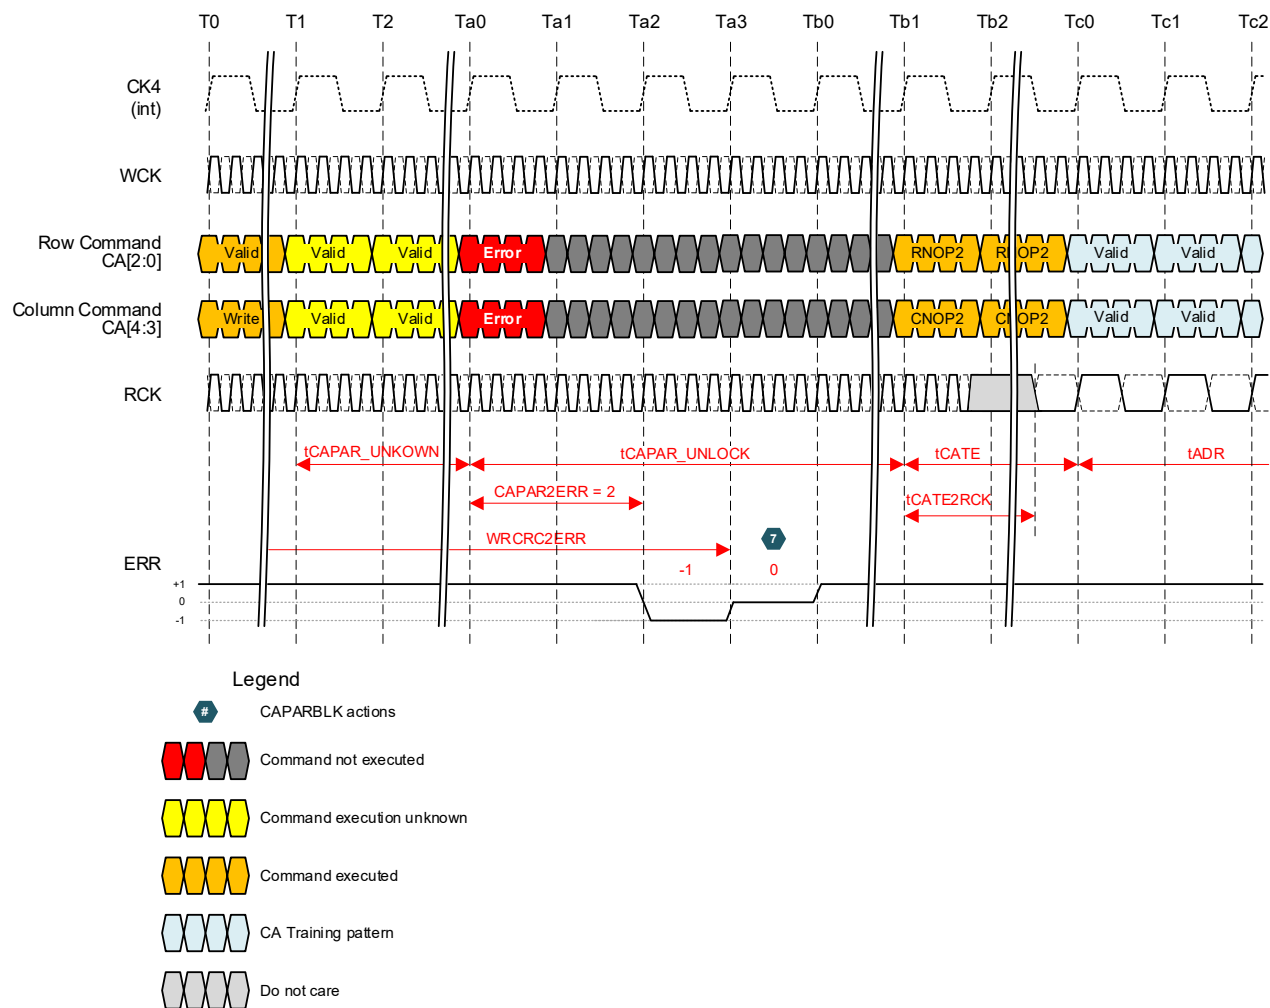 T0 T1 T2 Ta0 Ta1 Ta2 Ta3 Tb0 Tb1 Tb2 Tc0 Tc1 Tc2
CK4
(int)
WCK
Row Command
CA[2:0]
Valid Valid Valid Error RNOP2 RNOP2 Valid Valid
Column Command
CA[4:3]
Write Valid Valid Error CNOP2 CNOP2 Valid Valid
RCK
tCAPAR_UNKOWN tCAPAR_UNLOCK tCATE tADR
CAPAR2ERR = 2 tCATE2RCK
WRCRC2ERR 7
ERR
-1 0
+1
0
-1
Legend
# CAPARBLK actions
Command not executed
Command execution unknown
Command executed
CA Training pattern
Do not care